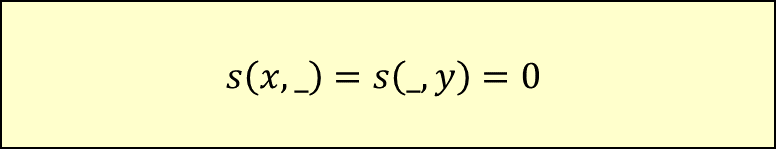 s(x, _) = s(_, y) = 0